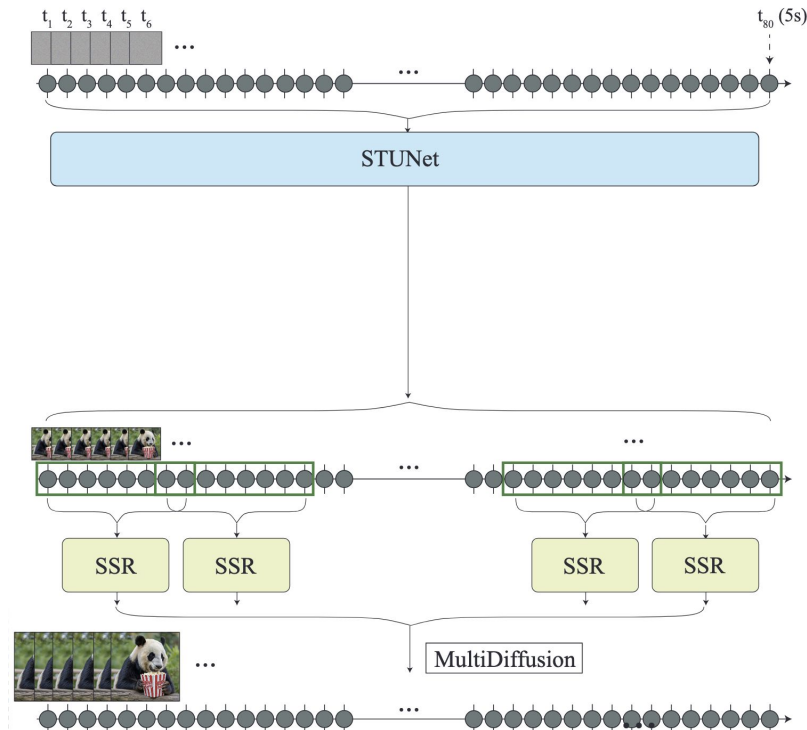 t1 t2 t3 t4 t5 t6 ... t80 (5s)
...
STUNet
... ...
...
SSR SSR SSR SSR
MultiDiffusion
...
...